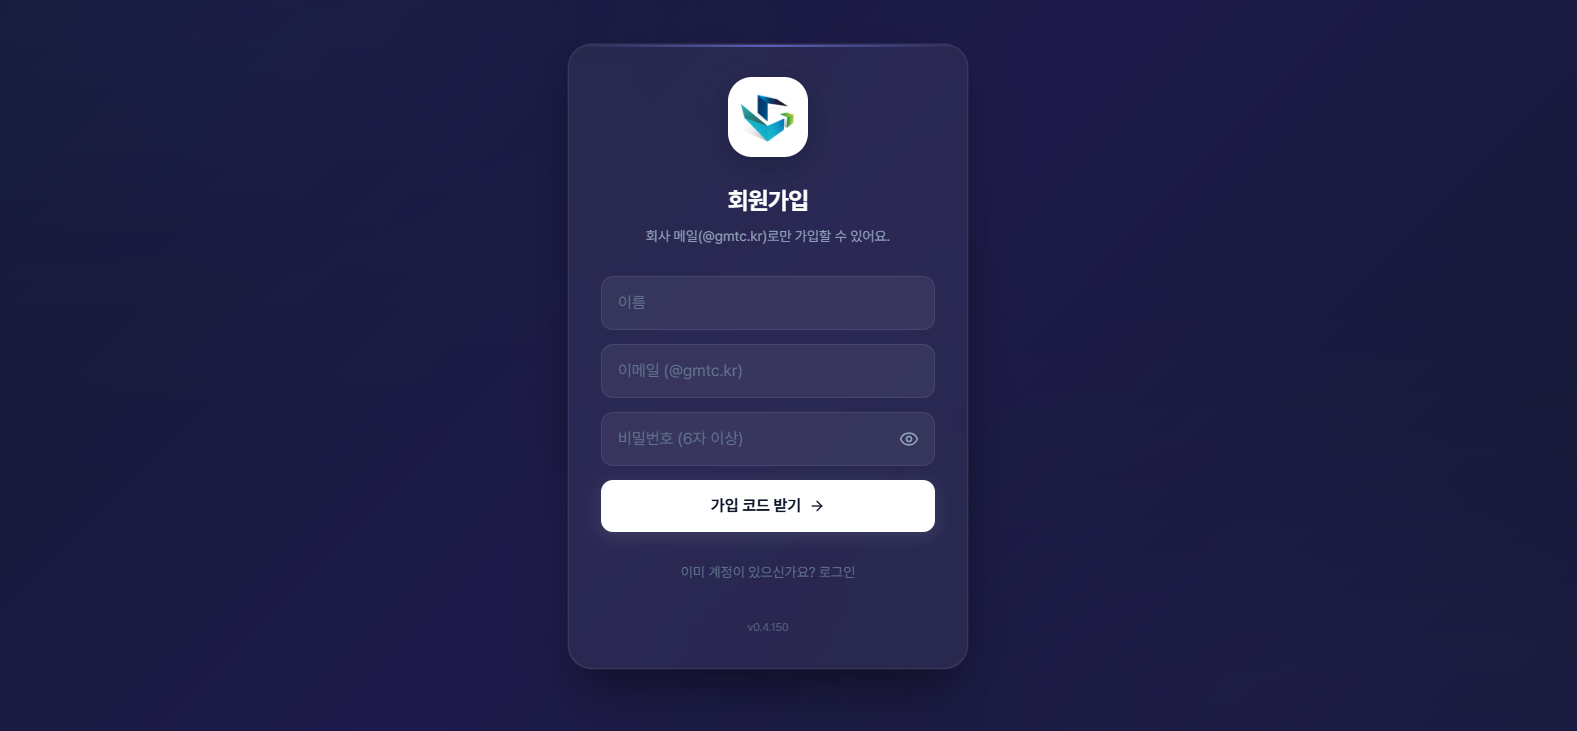 회원가입
회사 메일(@gmtc.kr)로만 가입할 수 있어요.
이름
이메일 (@gmtc.kr)
비밀번호 (6자 이상)
가입 코드 받기 →
이미 계정이 있으신가요? 로그인
v0.4.150